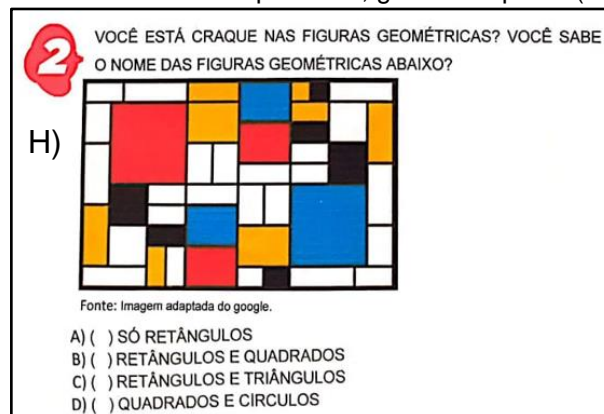 2 VOCÊ ESTÁ CRAQUE NAS FIGURAS GEOMÉTRICAS? VOCÊ SABE
O NOME DAS FIGURAS GEOMÉTRICAS ABAIXO?
H)
Fonte: Imagem adaptada do google.
A) ( ) SÓ RETÂNGULOS
B) ( ) RETÂNGULOS E QUADRADOS
C) ( ) RETÂNGULOS E TRIÂNGULOS
D) ( ) QUADRADOS E CÍRCULOS